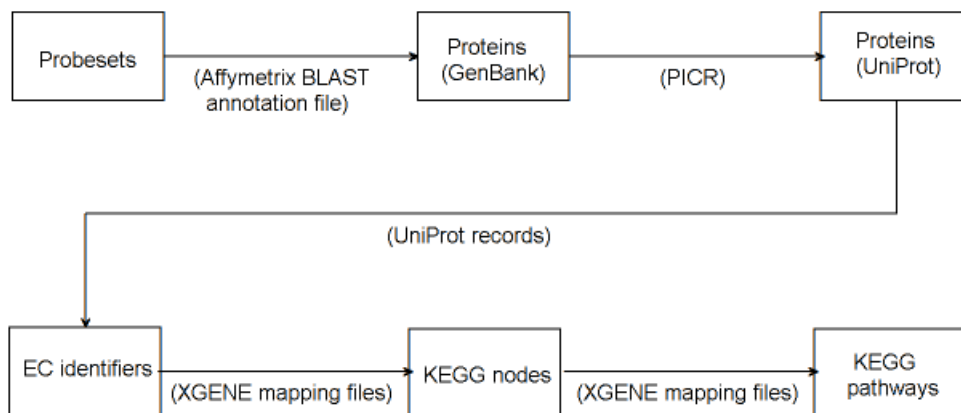 Probesets
(Affymetrix BLAST
annotation file)
Proteins
(GenBank)
(PICR)
Proteins
(UniProt)
(UniProt records)
EC identifiers
(XGENE mapping files)
KEGG nodes
(XGENE mapping files)
KEGG
pathways